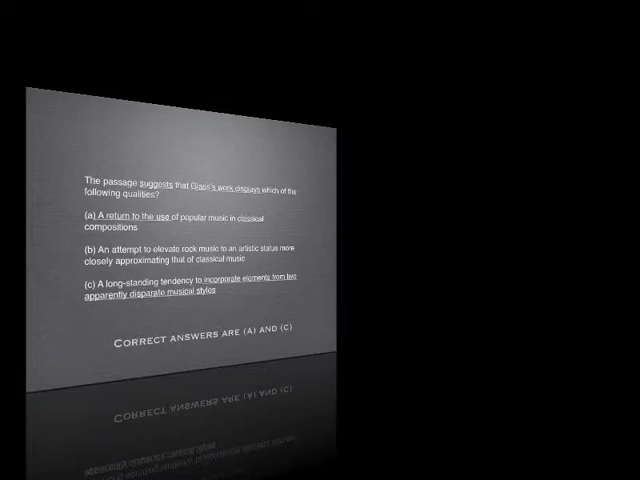 The passage suggests that Glass's work displays which of the
following qualities?
(a) A return to the use of popular music in classical
compositions
(b) An attempt to elevate rock music to an artistic status more
closely approximating that of classical music
(c) A long-standing tendency to incorporate elements from two
apparently disparate musical styles
CORRECT ANSWERS ARE (A) AND (C)